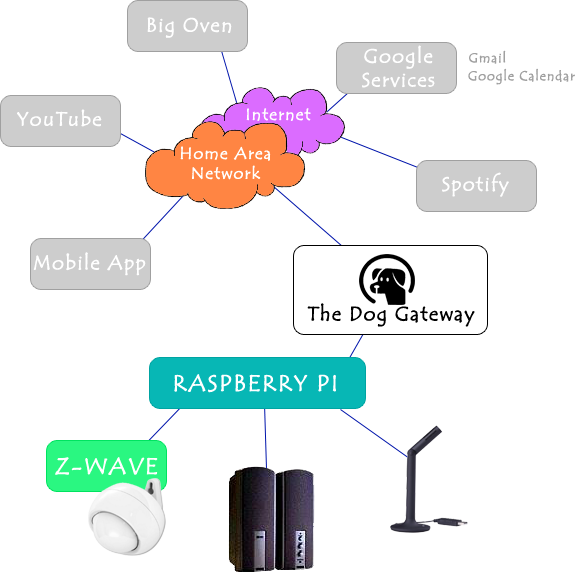 Big Oven
Google
Services
Gmail
Google Calendar
YouTube
Internet
Home Area
Network
Spotify
Mobile App
The Dog Gateway
RASPBERRY PI
Z-WAVE